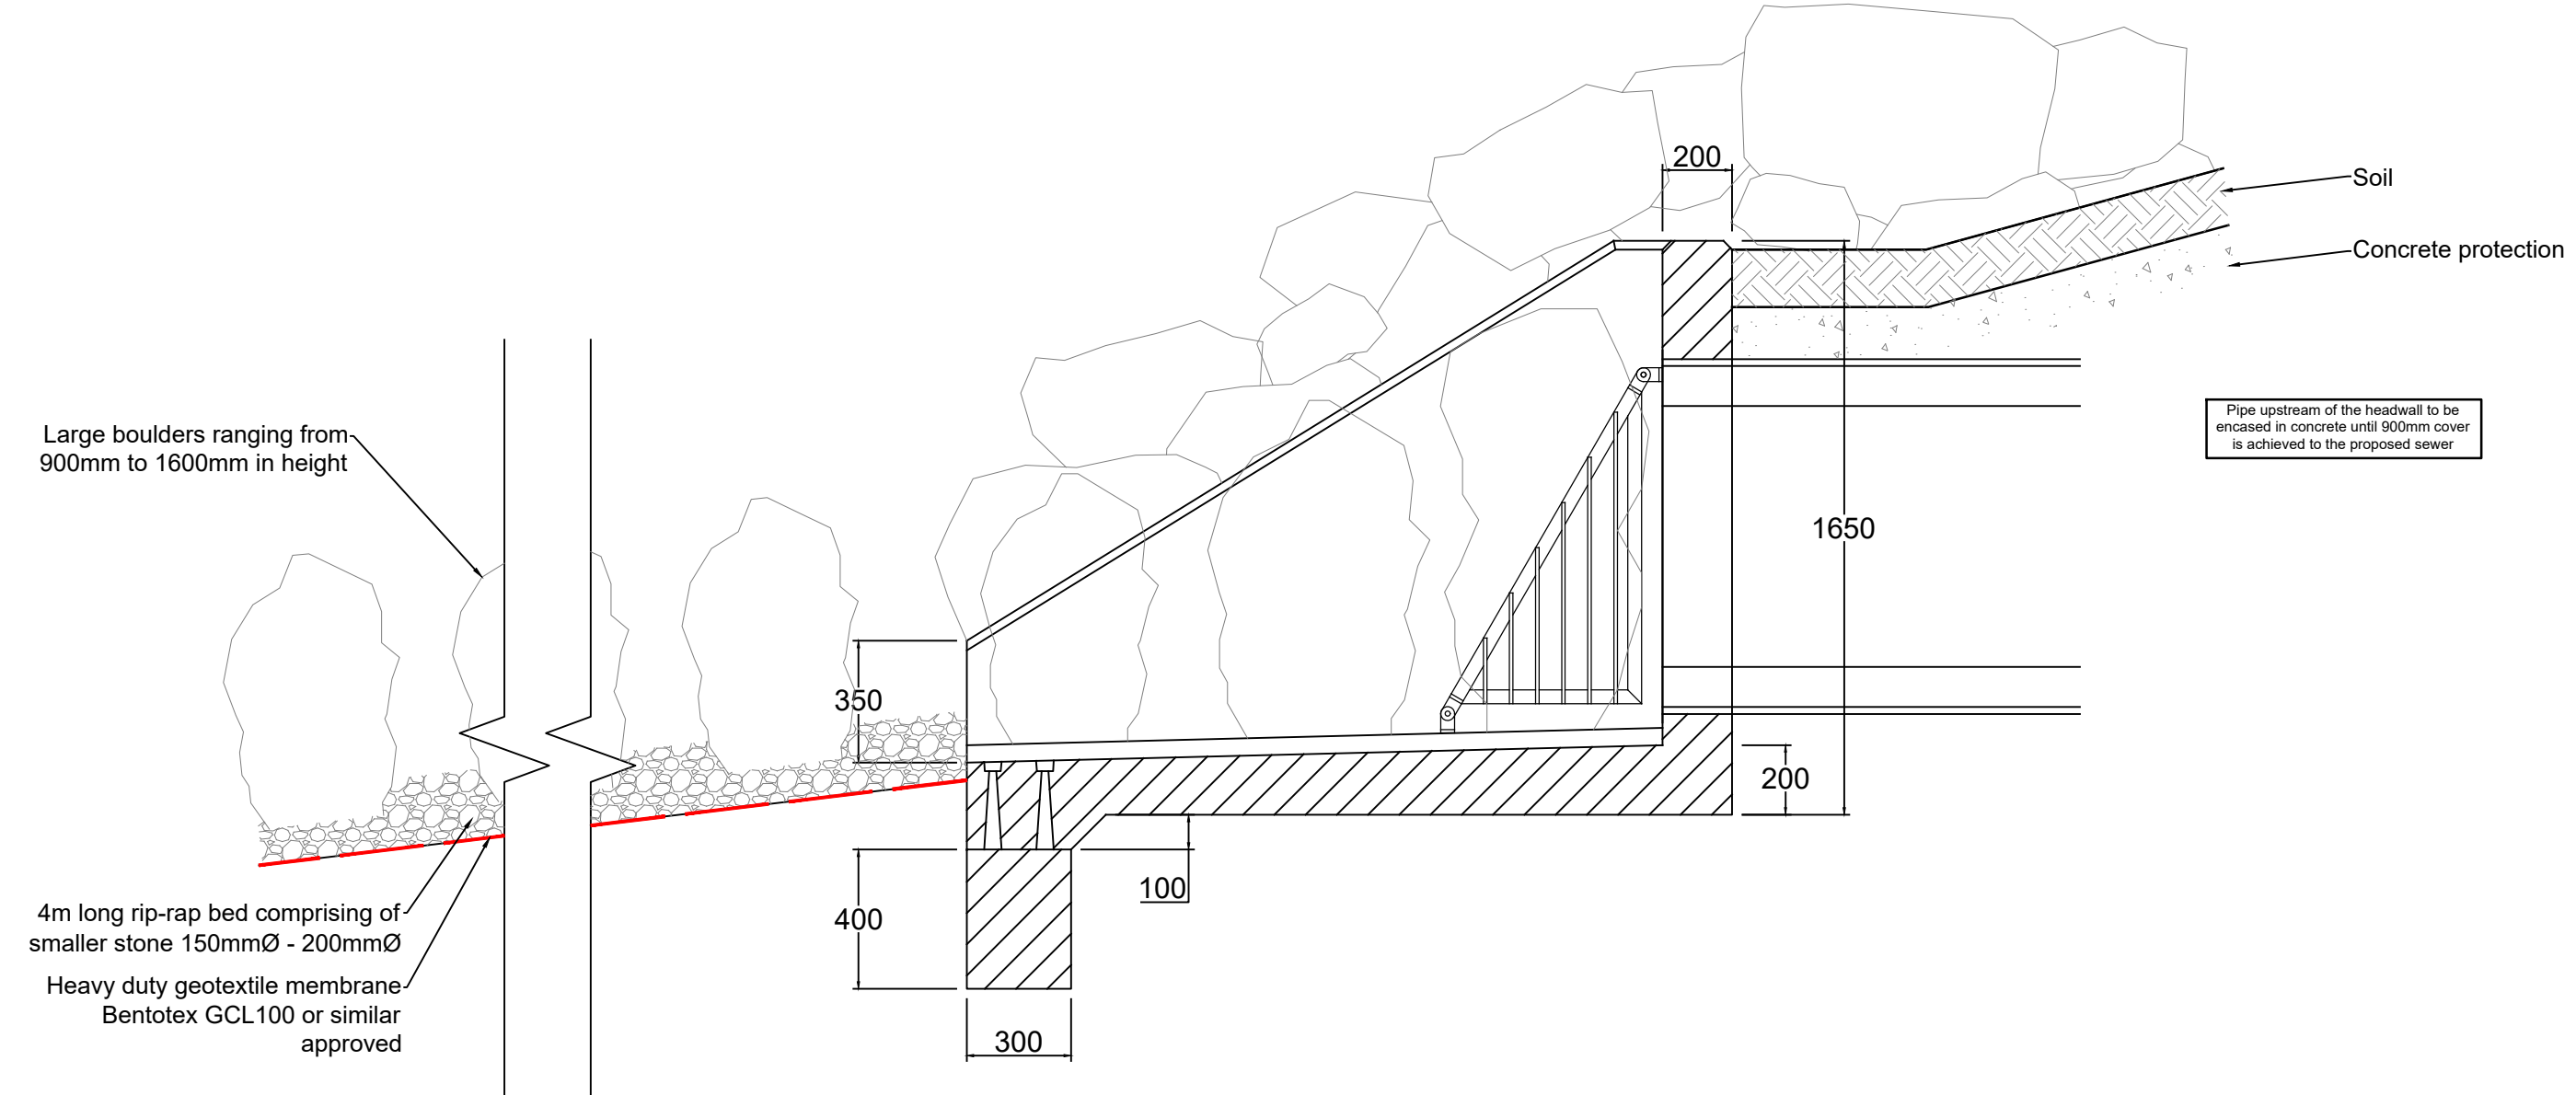 200
Soil
Concrete protection
Pipe upstream of the headwall to be
encased in concrete until 900mm cover
is achieved to the proposed sewer
Large boulders ranging from
900mm to 1600mm in height
1650
350
200
100
400
4m long rip-rap bed comprising of
smaller stone 150mmØ - 200mmØ
Heavy duty geotextile membrane
Bentotex GCL100 or similar
approved
300